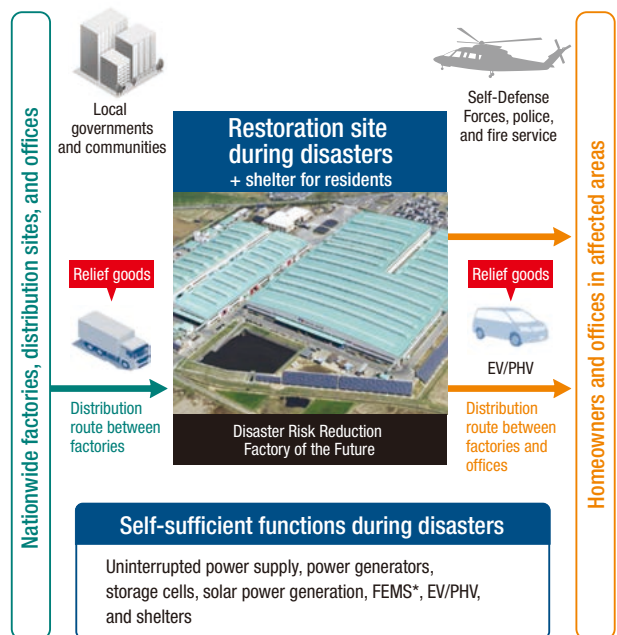 Nationwide factories, distribution sites, and offices
Local
governments
and communities
Relief goods
Distribution
route between
factories
Restoration site
during disasters
+ shelter for residents
Disaster Risk Reduction
Factory of the Future
Self-Defense
Forces, police,
and fire service
Relief goods
EV/PHV
Distribution
route between
factories and
offices
Homeowners and offices in affected areas
Self-sufficient functions during disasters
Uninterrupted power supply, power generators,
storage cells, solar power generation, FEMS*, EV/PHV,
and shelters